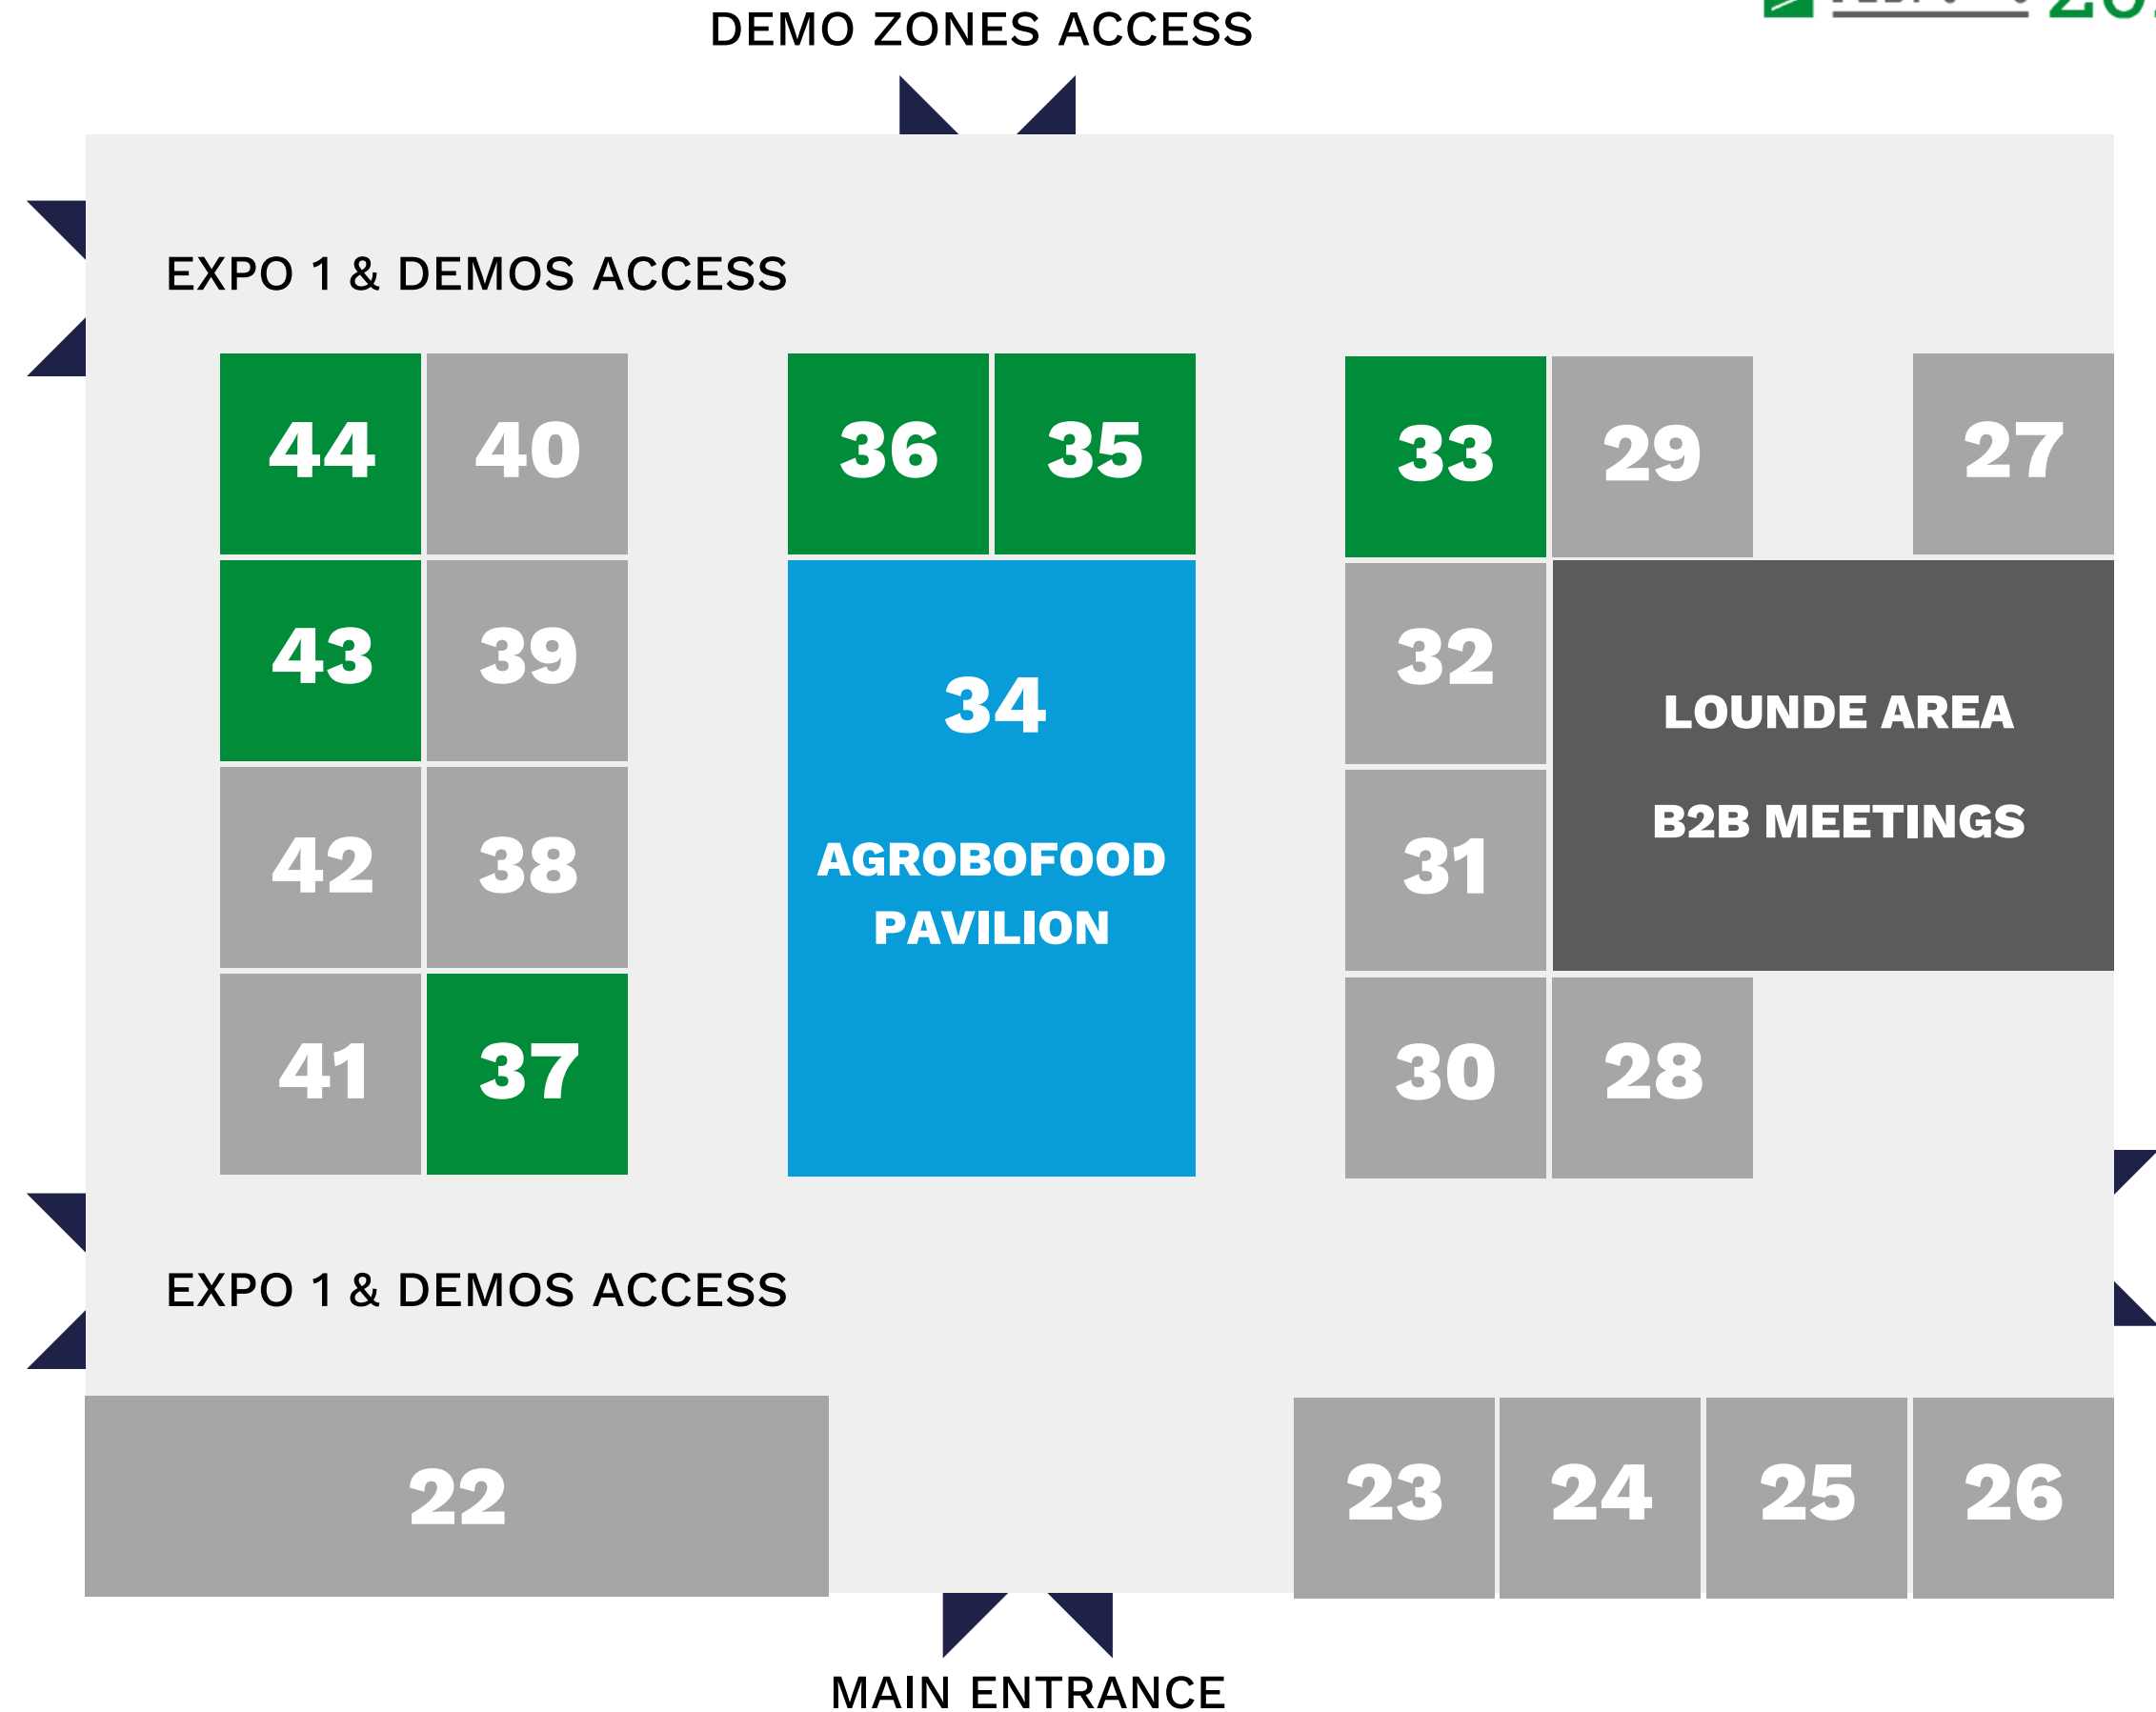 DEMO ZONES ACCESS
EXPO 1 & DEMOS ACCESS
44 40 36 35 33 29 27
43 39 34 32
LOUNDE AREA
B2B MEETINGS
42 38 31
AGROBOFOOD
PAVILION
41 37 30 28
EXPO 1 & DEMOS ACCESS
22 23 24 25 26
MAIN ENTRANCE